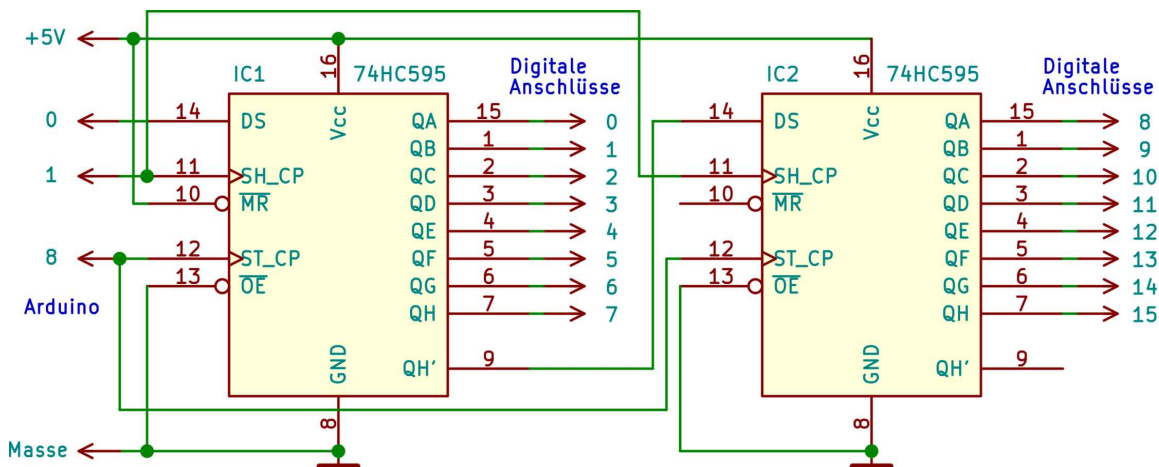 +5V
0
1
8
Arduino
Masse
IC1
74HC595
16
Vcc
14
DS
11
SH_CP
10
MR
12
ST_CP
13
OE
GND
8
QA
15
QB
1
QC
2
QD
3
QE
4
QF
5
QG
6
QH
7
QH'
9
Digitale
Anschlüsse
0
1
2
3
4
5
6
7
IC2
74HC595
16
Vcc
14
DS
11
SH_CP
10
MR
12
ST_CP
13
OE
GND
8
QA
15
QB
1
QC
2
QD
3
QE
4
QF
5
QG
6
QH
7
QH'
9
Digitale
Anschlüsse
8
9
10
11
12
13
14
15